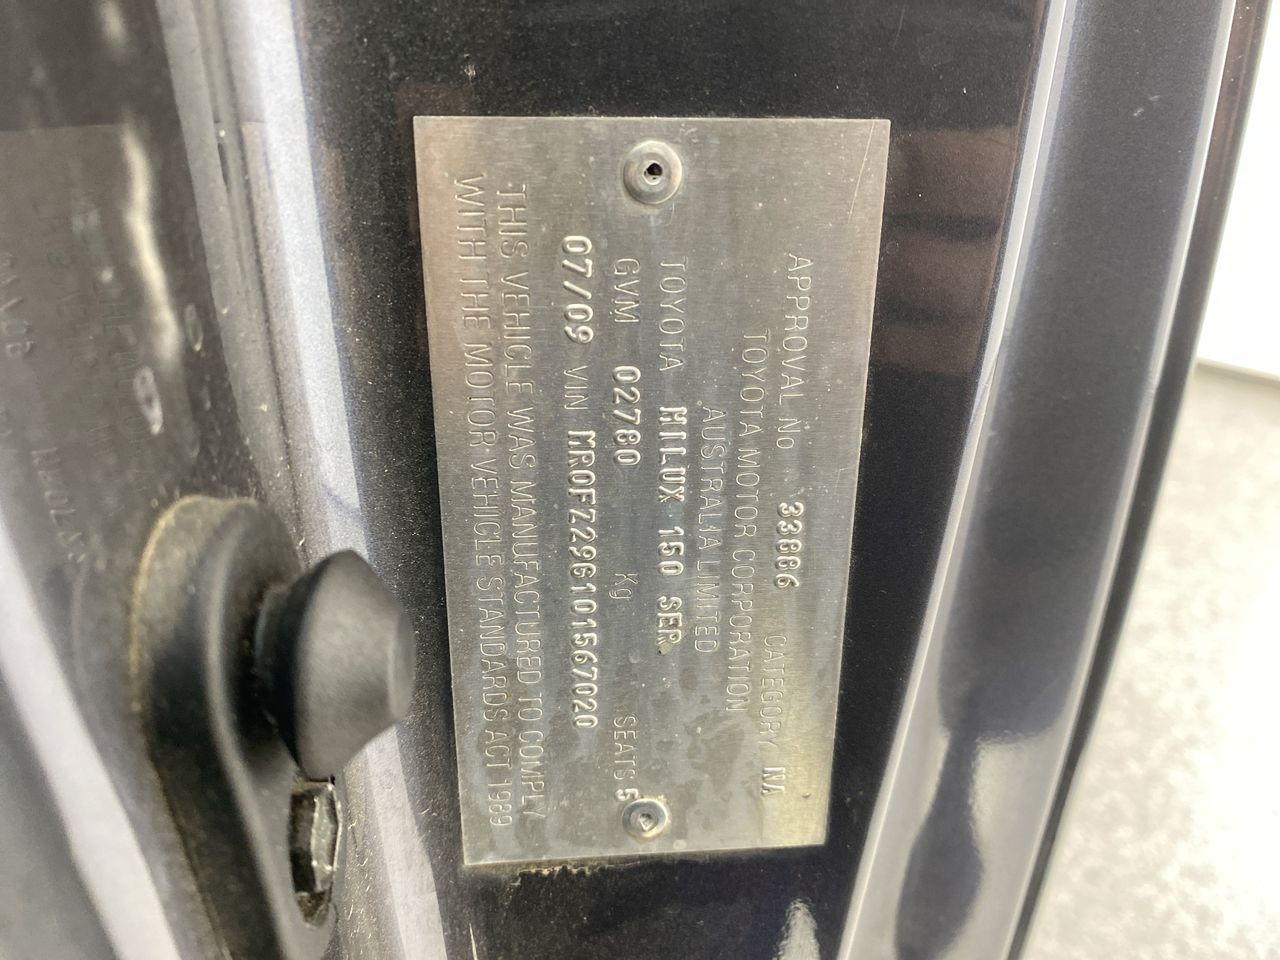 APPROVAL No 33886 CATEGORY NA
TOYOTA MOTOR CORPORATION
AUSTRALIA LIMITED
TOYOTA HILUX 150 SER
GVM 02780 Kg SEATS 5
07/09 VIN MR0FZ29G101567020
THIS VEHICLE WAS MANUFACTURED TO COMPLY
WITH THE MOTOR VEHICLE STANDARDS ACT 1989